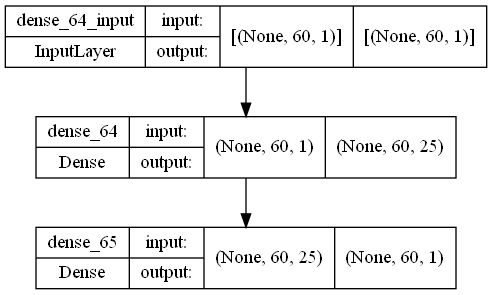 dense_64_input input: [(None, 60, 1)] [(None, 60, 1)]
InputLayer output:
dense_64 input: (None, 60, 1) (None, 60, 25)
Dense output:
dense_65 input: (None, 60, 25) (None, 60, 1)
Dense output: